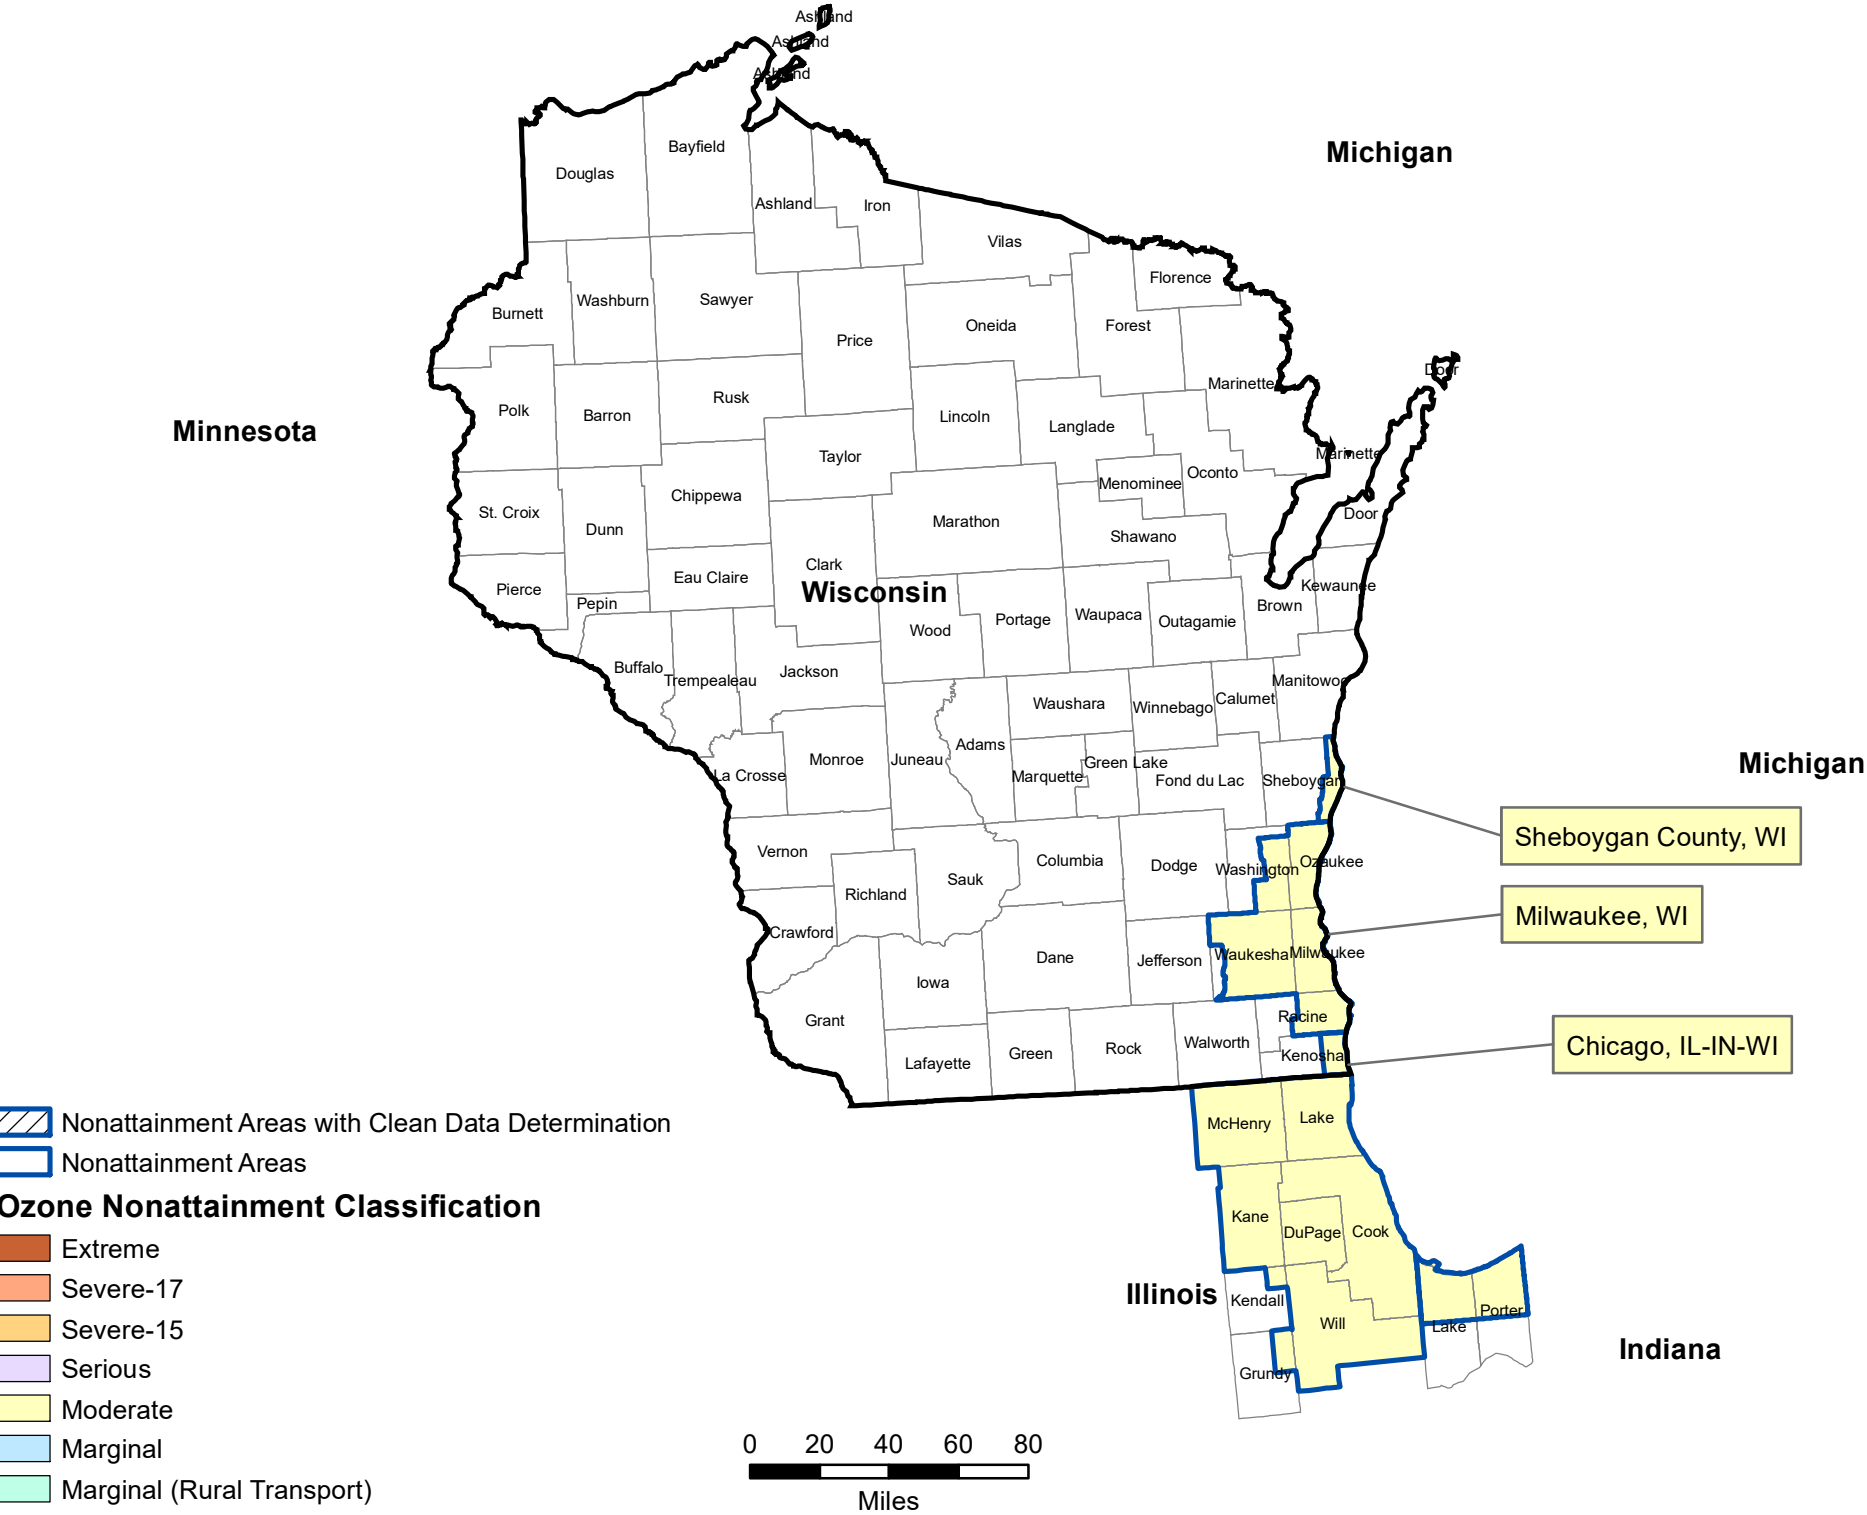 Ashland
Ashland
Ashland
Michigan
Bayfield
Douglas
Ashland
Iron
Vilas
Florence
Washburn
Sawyer
Burnett
Oneida
Forest
Price
Door
Marinette
Rusk
Polk
Barron
Lincoln
Langlade
Minnesota
Marinette
Taylor
Oconto
Menominee
Chippewa
St. Croix
Door
Marathon
Dunn
Shawano
Clark
Eau Claire
Kewaunee
Pierce
Wisconsin
Pepin
Brown
Waupaca
Portage
Outagamie
Wood
Buffalo
Jackson
Trempealeau
Manitowoc
Calumet
Waushara
Winnebago
Adams
Monroe
Juneau
Green Lake
Michigan
La Crosse
Marquette
Fond du Lac
Sheboygan
Sheboygan County, WI
Vernon
Columbia
Dodge
Ozaukee
Washington
Sauk
Richland
Milwaukee, WI
Crawford
Milwaukee
Waukesha
Dane
Jefferson
Iowa
Racine
Grant
Chicago, IL-IN-WI
Walworth
Rock
Green
Kenosha
Lafayette
Lake
McHenry
Nonattainment Areas with Clean Data Determination
Nonattainment Areas
Ozone Nonattainment Classification
Extreme
Severe-17
Severe-15
Serious
Moderate
Marginal
Marginal (Rural Transport)
Kane
DuPage
Cook
Illinois
Kendall
Porter
Will
Lake
Indiana
Grundy
0 20 40 60 80
Miles